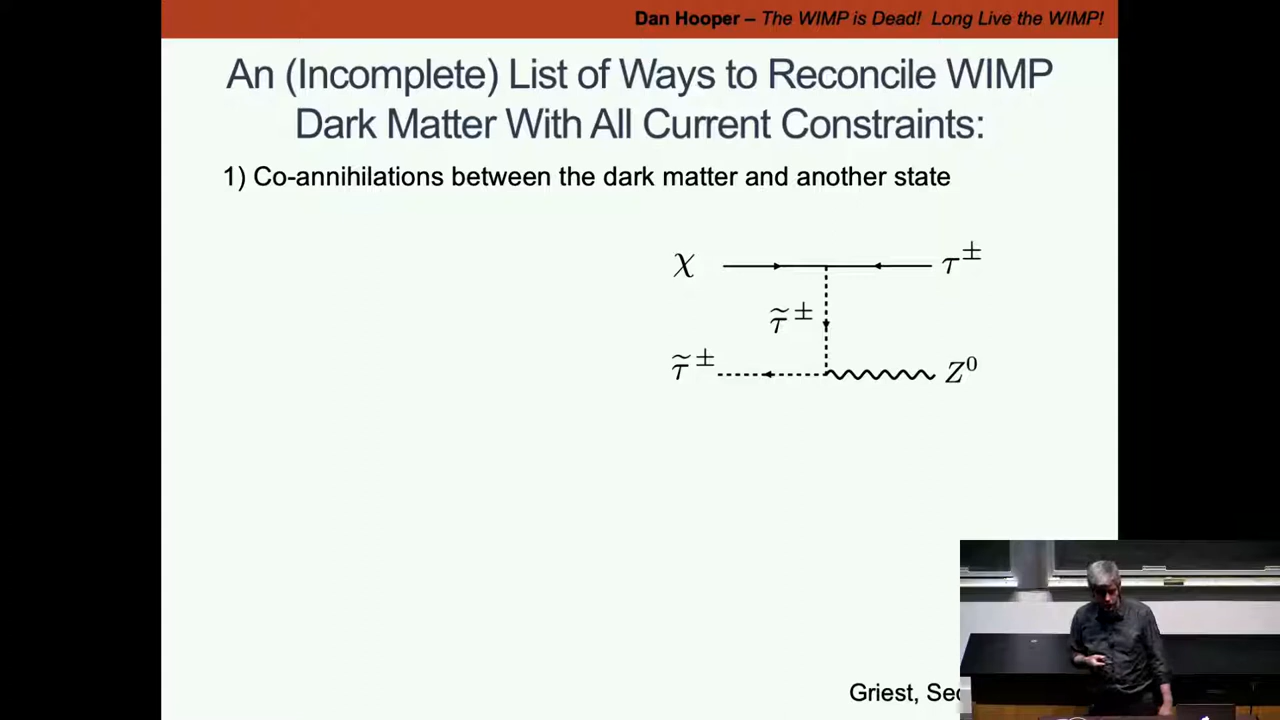 Dan Hooper – The WIMP is Dead! Long Live the WIMP!
An (Incomplete) List of Ways to Reconcile WIMP
Dark Matter With All Current Constraints:
1) Co-annihilations between the dark matter and another state
χ
τ±
τ̃±
τ̃±
Z⁰
Griest,